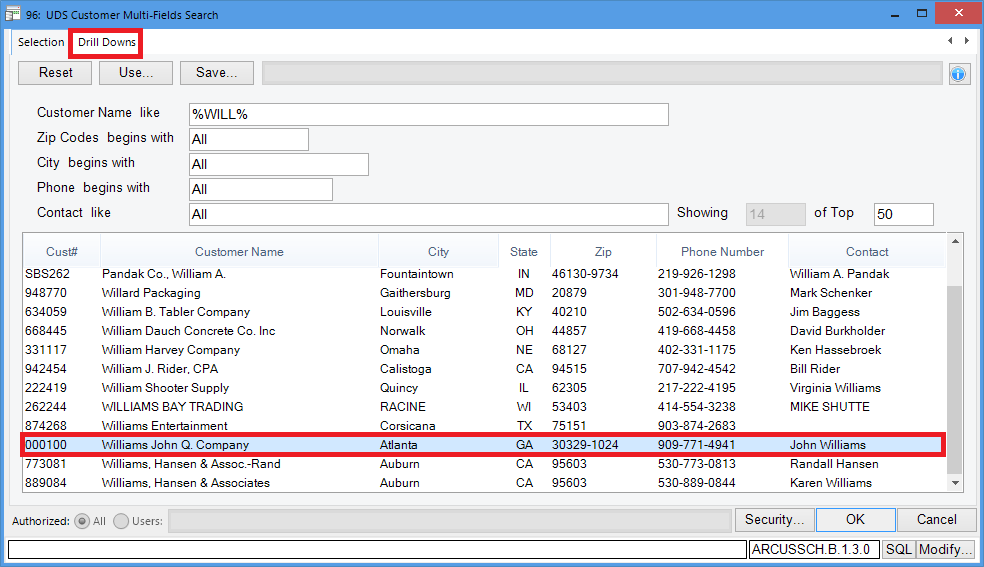 96: UDS Customer Multi-Fields Search
Selection Drill Downs
Reset Use... Save...
Customer Name like %WILL%
Zip Codes begins with All
City begins with All
Phone begins with All
Contact like All Showing 14 of Top 50
Cust# Customer Name City State Zip Phone Number Contact
SBS262 Pandak Co., William A. Fountaintown IN 46130-9734 219-926-1298 William A. Pandak
948770 Willard Packaging Gaithersburg MD 20879 301-948-7700 Mark Schenker
634059 William B. Tabler Company Louisville KY 40210 502-634-0596 Jim Baggess
668445 William Dauch Concrete Co. Inc Norwalk OH 44857 419-668-4458 David Burkholder
331117 William Harvey Company Omaha NE 68127 402-331-1175 Ken Hassebroek
942454 William J. Rider, CPA Calistoga CA 94515 707-942-4542 Bill Rider
222419 William Shooter Supply Quincy IL 62305 217-222-4195 Virginia Williams
262244 WILLIAMS BAY TRADING RACINE WI 53403 414-554-3238 MIKE SHUTTE
874268 Williams Entertainment Corsicana TX 75151 903-874-2683
000100 Williams John Q. Company Atlanta GA 30329-1024 909-771-4941 John Williams
773081 Williams, Hansen & Assoc.-Rand Auburn CA 95603 530-773-0813 Randall Hansen
889084 Williams, Hansen & Associates Auburn CA 95603 530-889-0844 Karen Williams
Authorized: All Users: Security... OK Cancel
ARCUSSCH.B.1.3.0 SQL Modify...